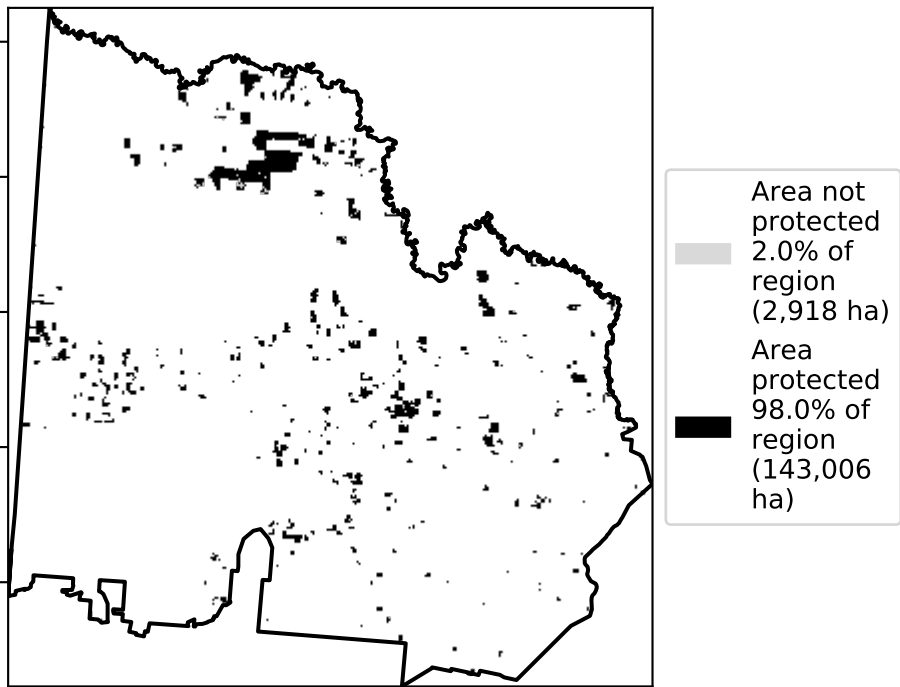 Area not
protected
2.0% of
region
(2,918 ha)
Area
protected
98.0% of
region
(143,006
ha)